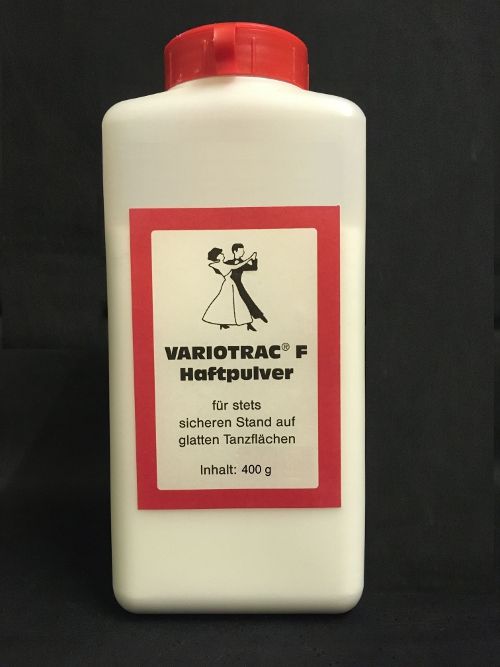 VARIOTRAC® F
Haftpulver
für stets
sicheren Stand auf
glatten Tanzflächen
Inhalt: 400 g